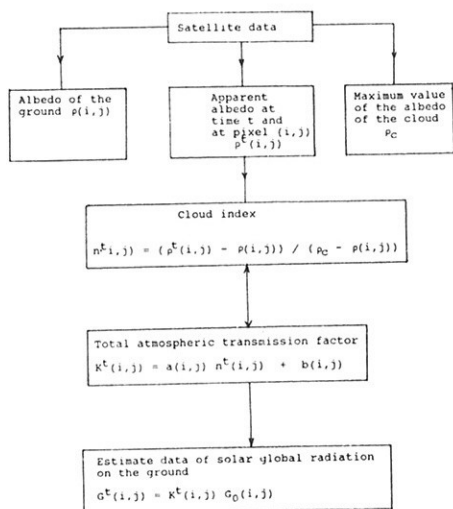 Satellite data
Albedo of the
ground ρ(i,j)
Apparent
albedo at
time t and
at pixel (i,j)
ρᵗ(i,j)
Maximum value
of the albedo
of the cloud
ρc
Cloud index
nᵗi,j) = (ρᵗ(i,j) - ρ(i,j)) / (ρc - ρ(i,j))
Total atmospheric transmission
factor
Kᵗ(i,j) = a(i,j) nᵗ(i,j) + b(i,j)
Estimate data of solar global radiation
on the ground
Gᵗ(i,j) = Kᵗ(i,j) G₀(i,j)